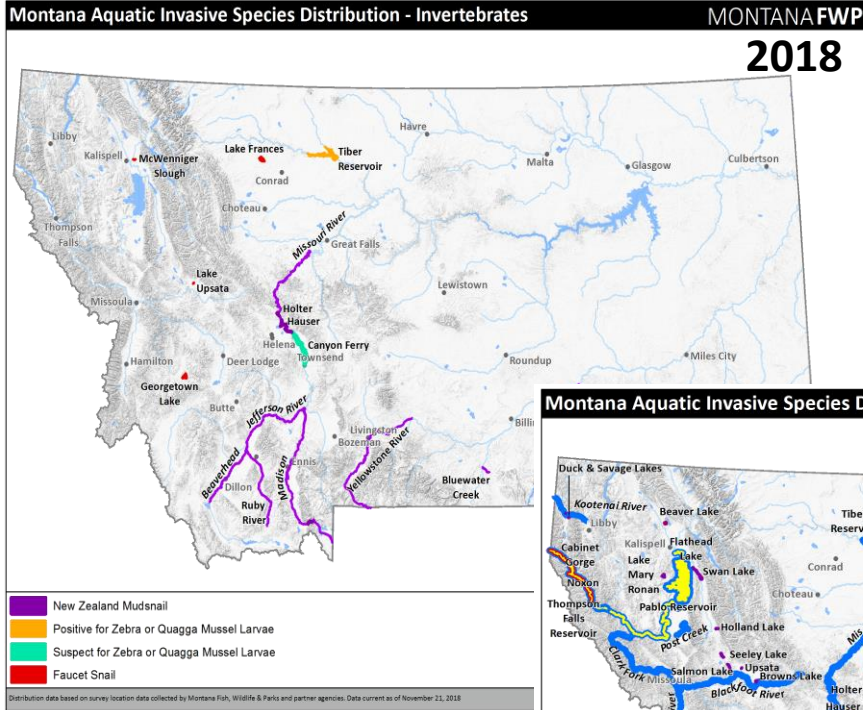 Montana Aquatic Invasive Species Distribution - Invertebrates
MONTANA FWP
2018
Libby
Kalispell
McWenniger
Slough
Lake Frances
Conrad
Tiber
Reservoir
Havre
Malta
Glasgow
Culbertson
Choteau
Thompson
Falls
Missouri River
Great Falls
Lake
Upsata
Missoula
Lewistown
Holter
Hauser
Helena
Canyon Ferry
Townsend
Hamilton
Deer Lodge
Roundup
Miles City
Georgetown
Lake
Butte
Jefferson River
Livingston
Bozeman
Yellowstone River
Billin
Beaverhead
Dillon
Madison
Ennis
Ruby
River
Bluewater
Creek
New Zealand Mudsnail
Positive for Zebra or Quagga Mussel Larvae
Suspect for Zebra or Quagga Mussel Larvae
Faucet Snail
Distribution data based on survey location data collected by Montana Fish, Wildlife & Parks and partner agencies. Data current as of November 21, 2018
Montana Aquatic Invasive Species D
Duck & Savage Lakes
Kootenai River
Libby
Beaver Lake
Tibe
Reserv
Cabinet
Gorge
Kalispell
Flathead
Lake
Lake
Mary
Ronan
Swan Lake
Conrad
Noxon
Choteau
Thompson
Falls
Reservoir
Pablo Reservoir
Post Creek
Holland Lake
Mis
Clark Fork
Missoula
Seeley Lake
Salmon Lake
Upsata
Browns Lake
Blackfoot River
River
Holter
Hauser